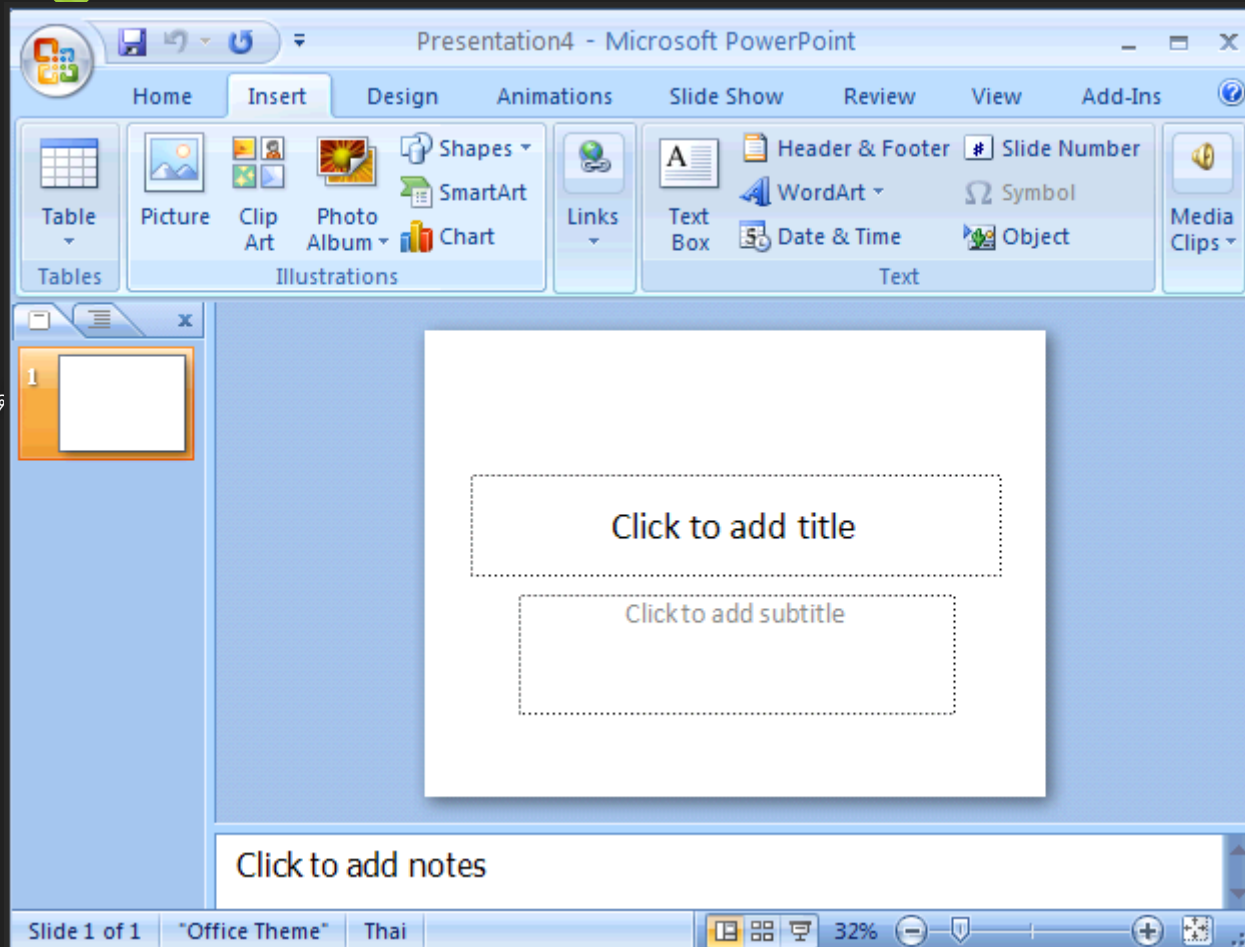 Presentation4 - Microsoft PowerPoint
Home Insert Design Animations Slide Show Review View Add-Ins
Table
Tables
Picture
Clip
Art
Photo
Album
Shapes
SmartArt
Chart
Illustrations
Links
A
Text
Box
Header & Footer
WordArt
Date & Time
# Slide Number
Ω Symbol
Object
Text
Media
Clips
1
Click to add title
Click to add subtitle
Click to add notes
Slide 1 of 1 "Office Theme" Thai 32%